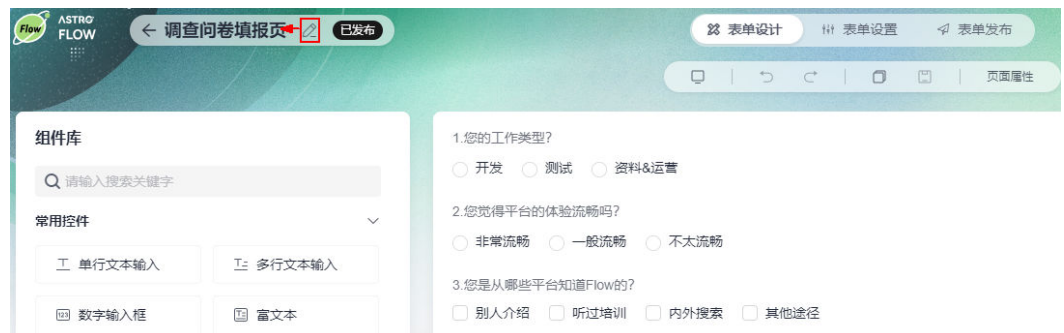 Flow ASTRO FLOW
← 调查问卷填报页 已发布
表单设计 表单设置 表单发布
页面属性
组件库
请输入搜索关键字
常用控件
单行文本输入 多行文本输入
数字输入框 富文本
1.您的工作类型?
开发 测试 资料&运营
2.您觉得平台的体验流畅吗?
非常流畅 一般流畅 不太流畅
3.您是从哪些平台知道Flow的?
别人介绍 听过培训 内外搜索 其他途径